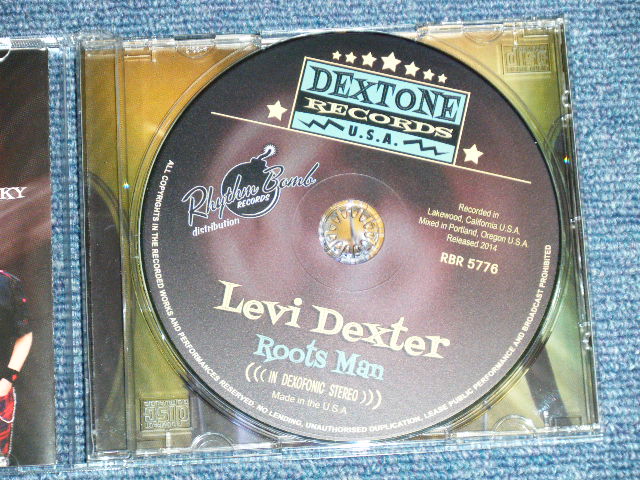 KY
DEXTONE
RECORDS
U.S.A.
Rhythm Bomb
RECORDS
distribution
Recorded in
Lakewood, California U.S.A.
Mixed in Portland, Oregon U.S.A.
Released 2014
RBR 5776
Levi Dexter
Roots Man
((( IN DEXOFONIC STEREO )))
Made in the U.S.A.
ALL COPYRIGHTS IN THE RECORDED WORKS AND PERFORMANCES RESERVED. NO LENDING, UNAUTHORISED DUPLICATION, LEASE PUBLIC PERFORMANCE AND BROADCAST PROHIBITED